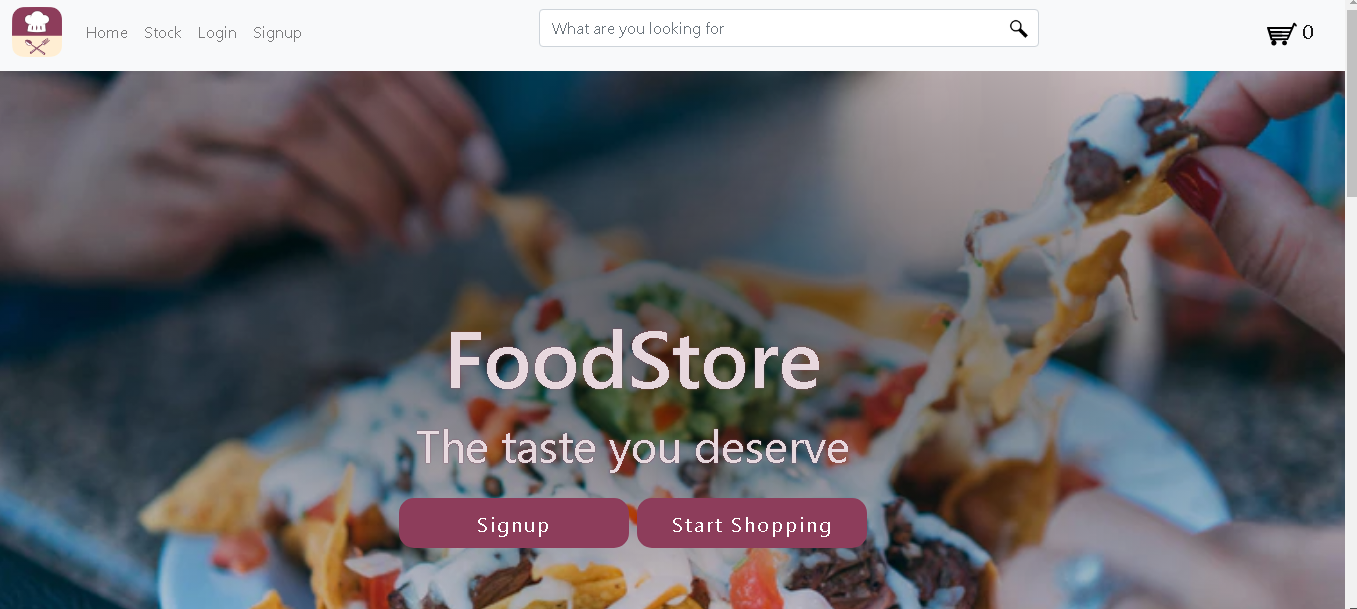 Home Stock Login Signup What are you looking for 0
FoodStore
The taste you deserve
Signup Start Shopping